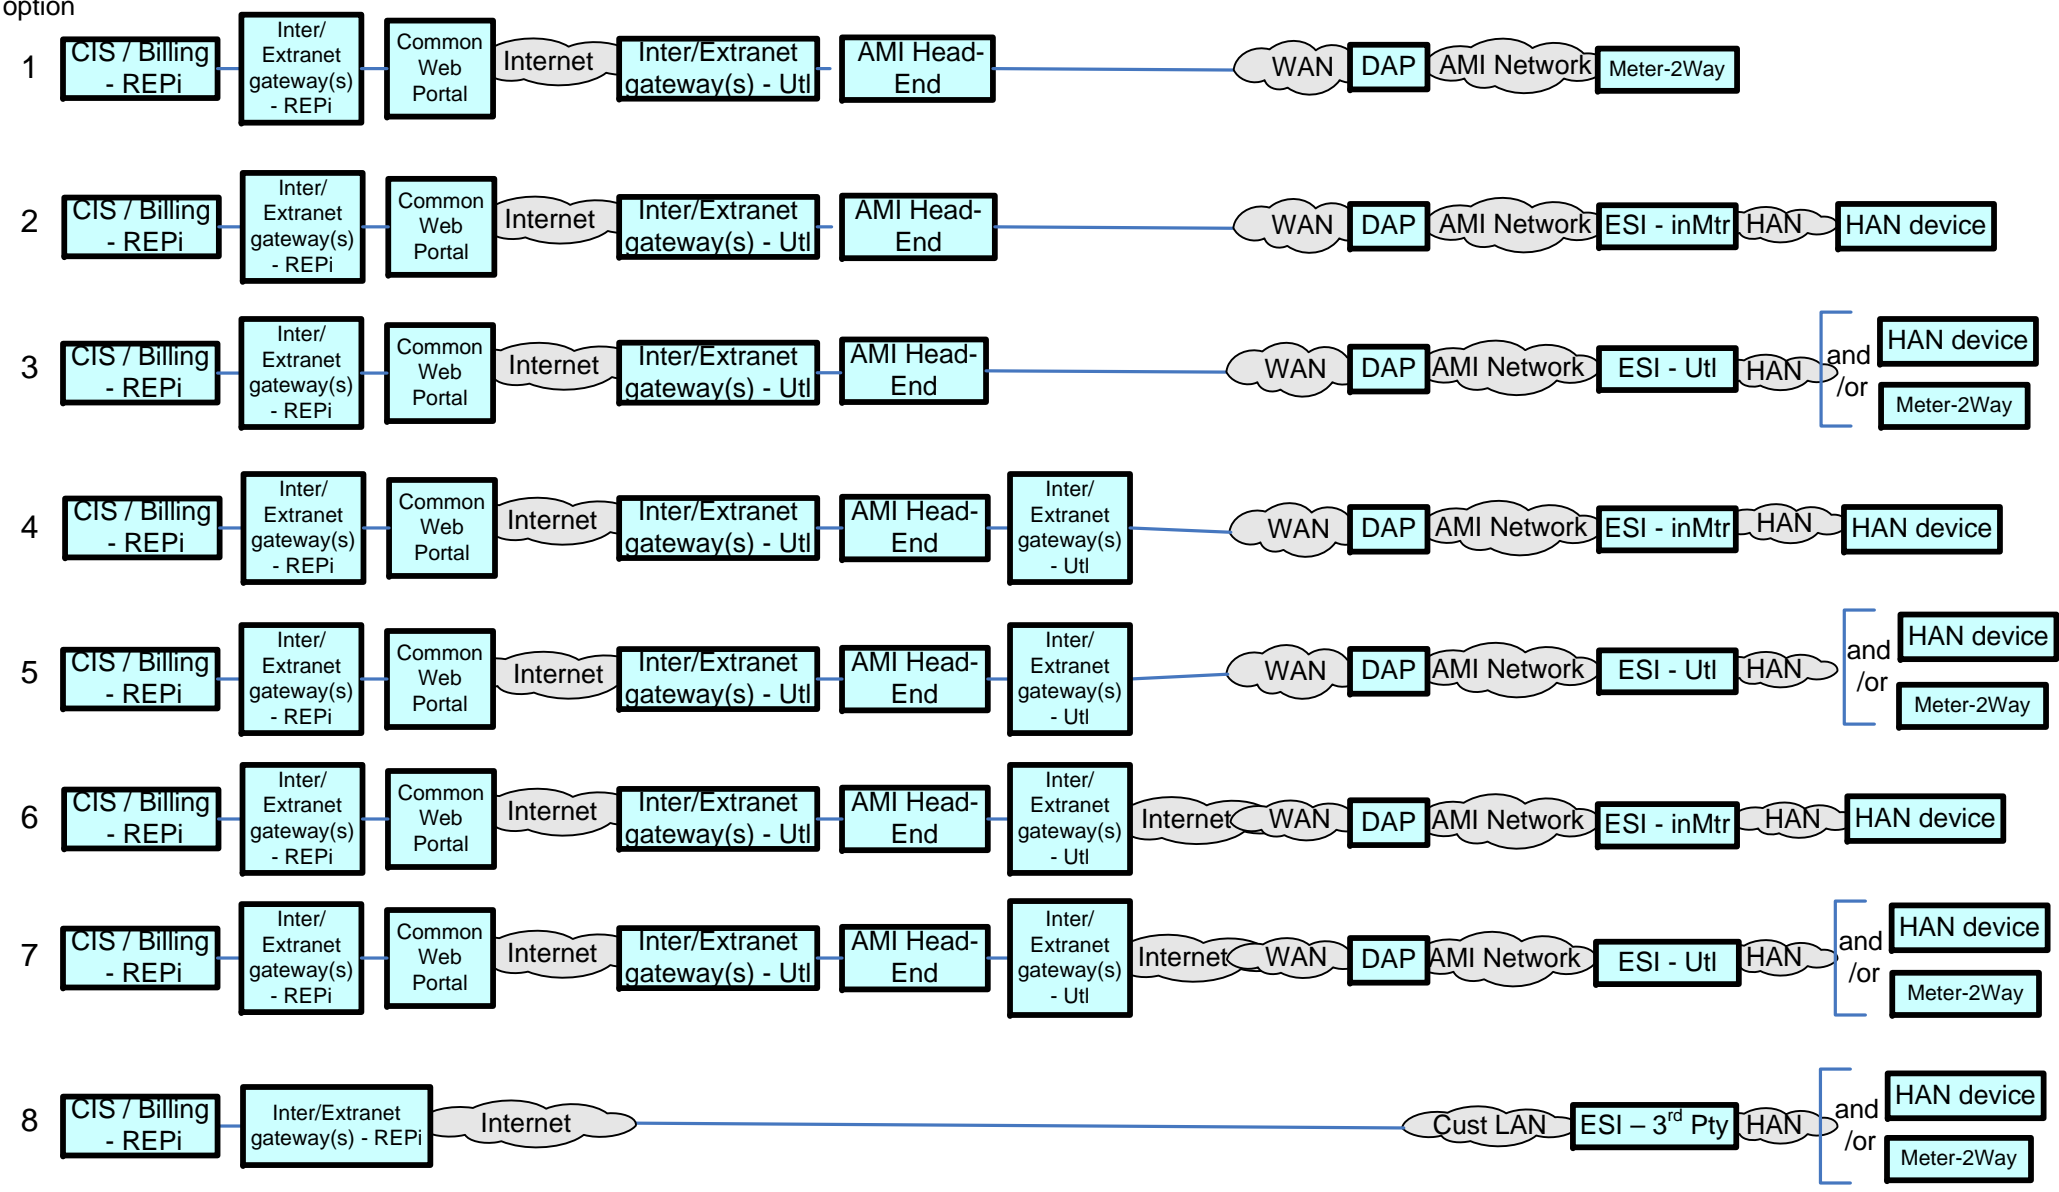 option
1
CIS / Billing
- REPi
Inter/
Extranet
gateway(s)
- REPi
Common
Web
Portal
Internet
Inter/Extranet
gateway(s) - Utl
AMI Head-
End
WAN
DAP
AMI Network
Meter-2Way
2
CIS / Billing
- REPi
Inter/
Extranet
gateway(s)
- REPi
Common
Web
Portal
Internet
Inter/Extranet
gateway(s) - Utl
AMI Head-
End
WAN
DAP
AMI Network
ESI - inMtr
HAN
HAN device
3
CIS / Billing
- REPi
Inter/
Extranet
gateway(s)
- REPi
Common
Web
Portal
Internet
Inter/Extranet
gateway(s) - Utl
AMI Head-
End
WAN
DAP
AMI Network
ESI - Utl
HAN
and
/or
HAN device
Meter-2Way
4
CIS / Billing
- REPi
Inter/
Extranet
gateway(s)
- REPi
Common
Web
Portal
Internet
Inter/Extranet
gateway(s) - Utl
AMI Head-
End
Inter/
Extranet
gateway(s)
- Utl
WAN
DAP
AMI Network
ESI - inMtr
HAN
HAN device
5
CIS / Billing
- REPi
Inter/
Extranet
gateway(s)
- REPi
Common
Web
Portal
Internet
Inter/Extranet
gateway(s) - Utl
AMI Head-
End
Inter/
Extranet
gateway(s)
- Utl
WAN
DAP
AMI Network
ESI - Utl
HAN
and
/or
HAN device
Meter-2Way
6
CIS / Billing
- REPi
Inter/
Extranet
gateway(s)
- REPi
Common
Web
Portal
Internet
Inter/Extranet
gateway(s) - Utl
AMI Head-
End
Inter/
Extranet
gateway(s)
- Utl
Internet
WAN
DAP
AMI Network
ESI - inMtr
HAN
HAN device
7
CIS / Billing
- REPi
Inter/
Extranet
gateway(s)
- REPi
Common
Web
Portal
Internet
Inter/Extranet
gateway(s) - Utl
AMI Head-
End
Inter/
Extranet
gateway(s)
- Utl
Internet
WAN
DAP
AMI Network
ESI - Utl
HAN
and
/or
HAN device
Meter-2Way
8
CIS / Billing
- REPi
Inter/Extranet
gateway(s) - REPi
Internet
Cust LAN
ESI – 3rd Pty
HAN
and
/or
HAN device
Meter-2Way